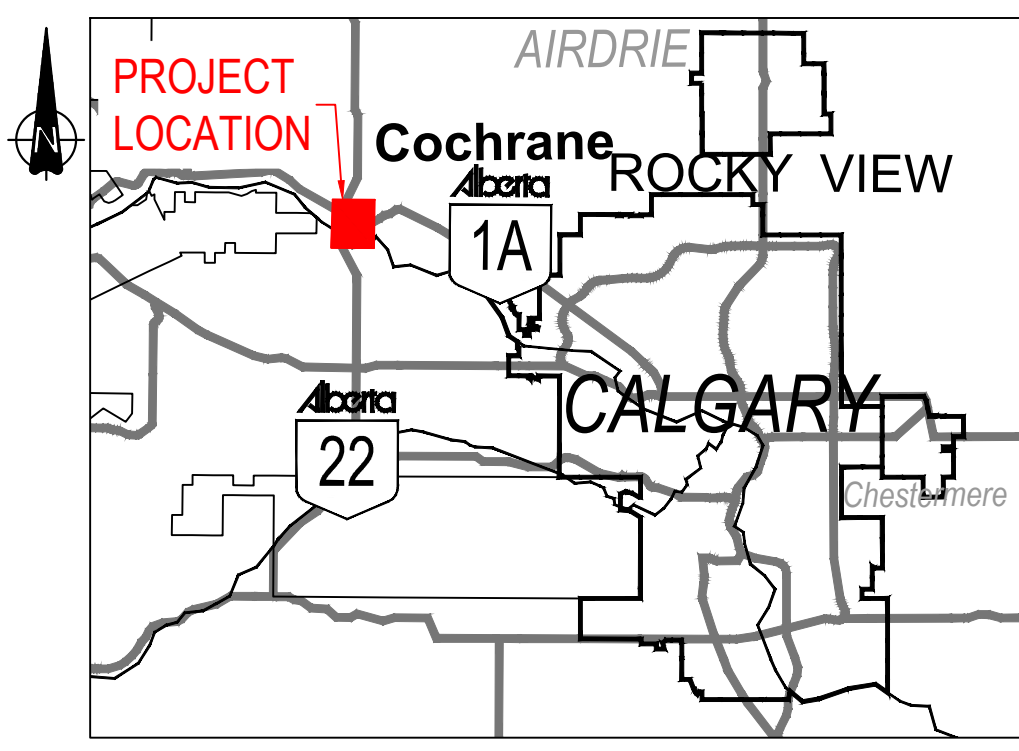 AIRDRIE
PROJECT
LOCATION
N
Cochrane
ROCKY VIEW
Alberta
1A
CALGARY
Alberta
22
Chestermere